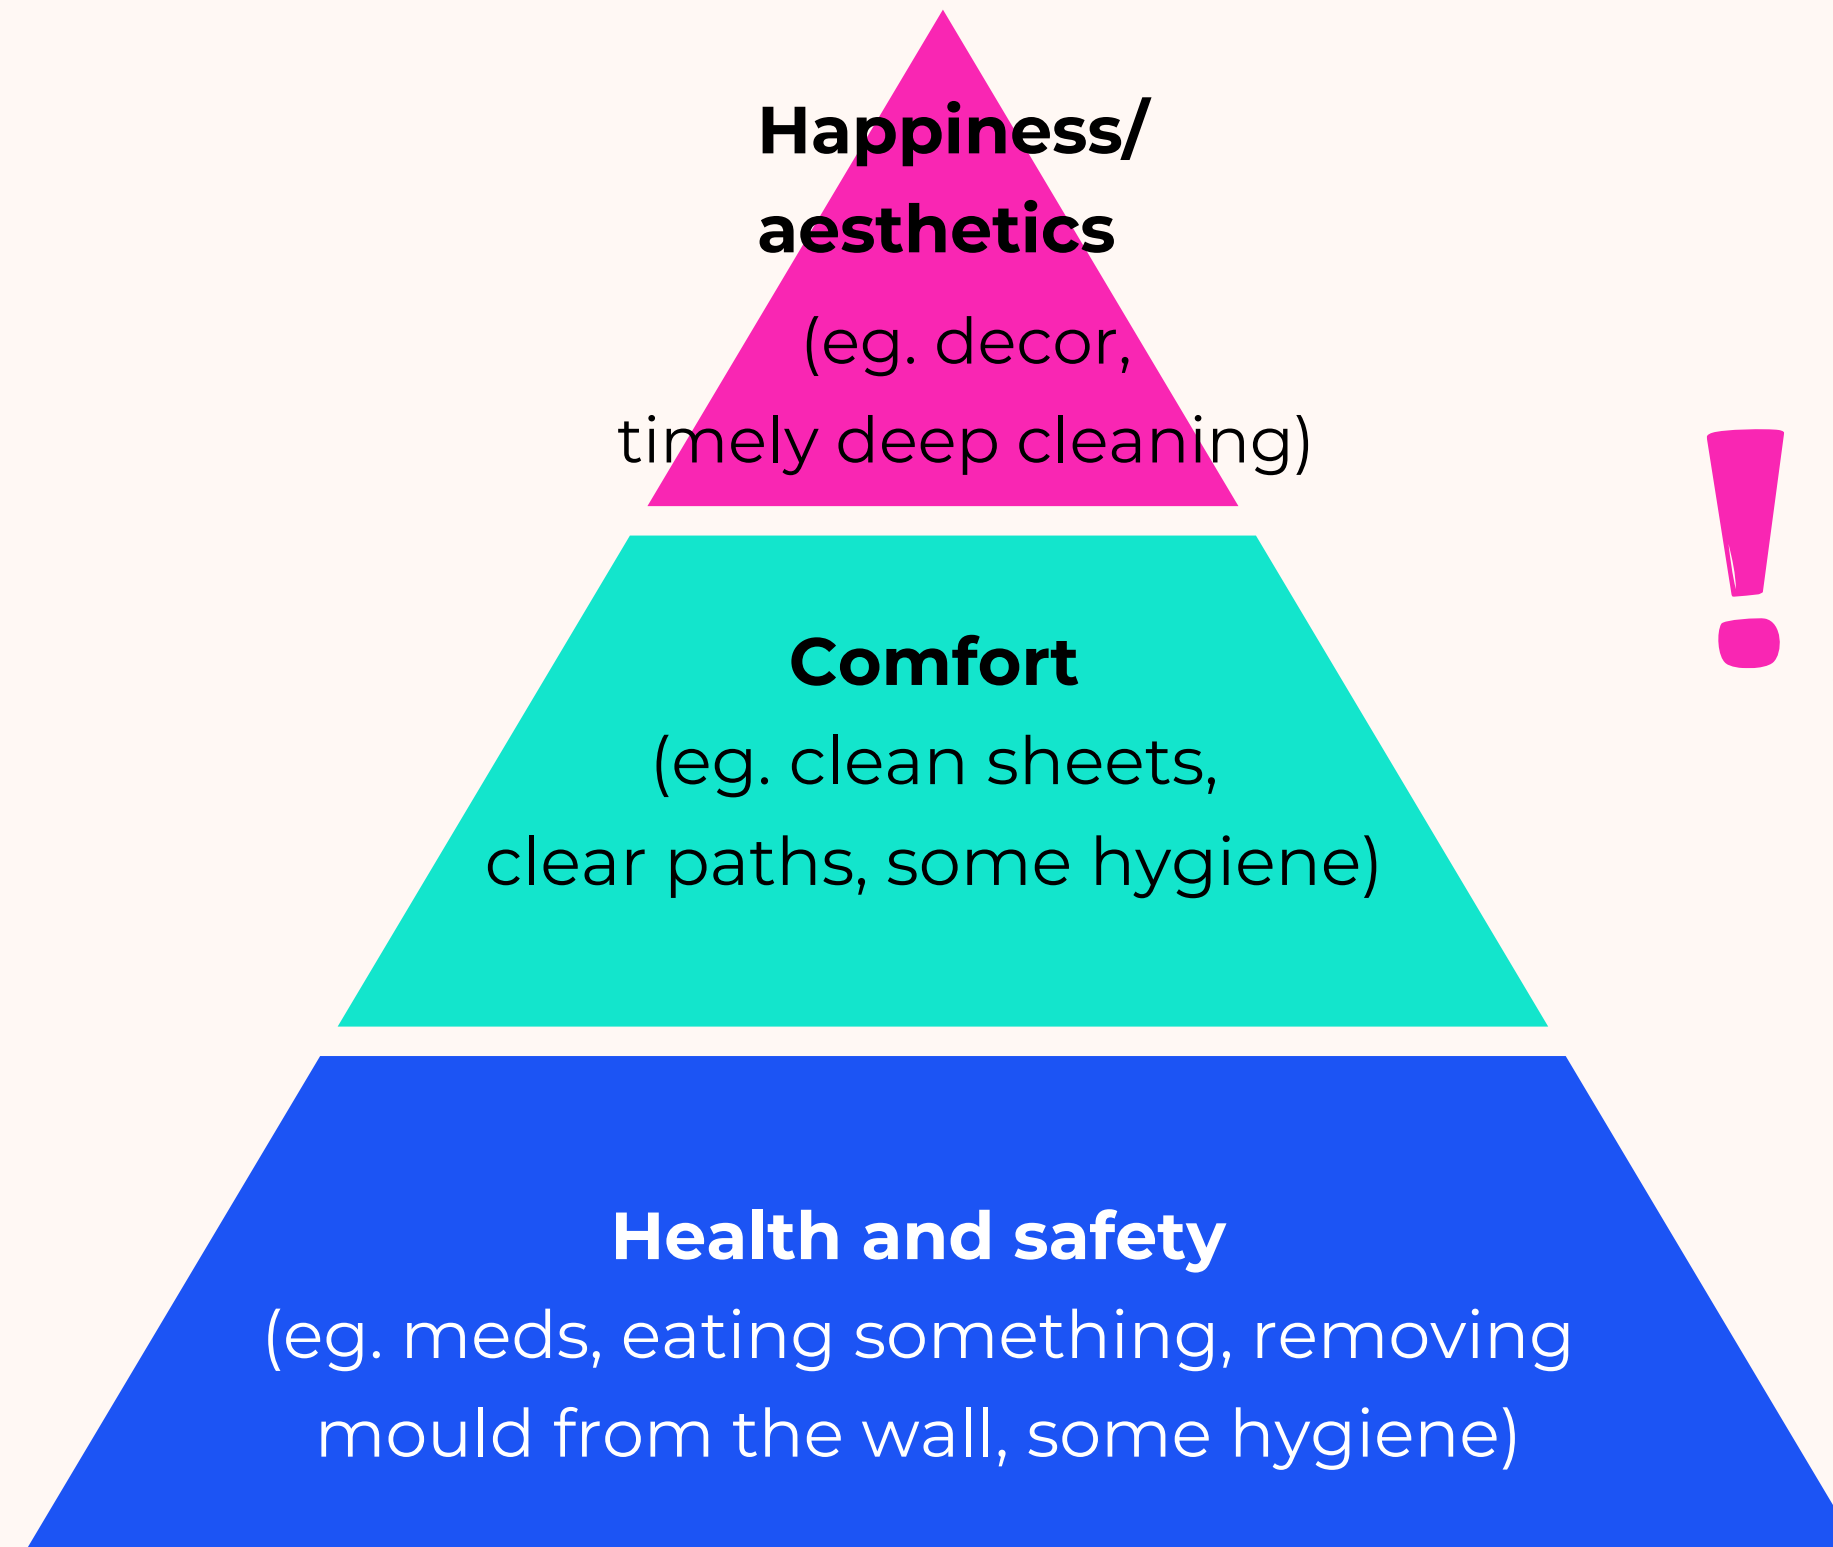 Happiness/
aesthetics
(eg. decor,
timely deep cleaning)
!
Comfort
(eg. clean sheets,
clear paths, some hygiene)
Health and safety
(eg. meds, eating something, removing
mould from the wall, some hygiene)